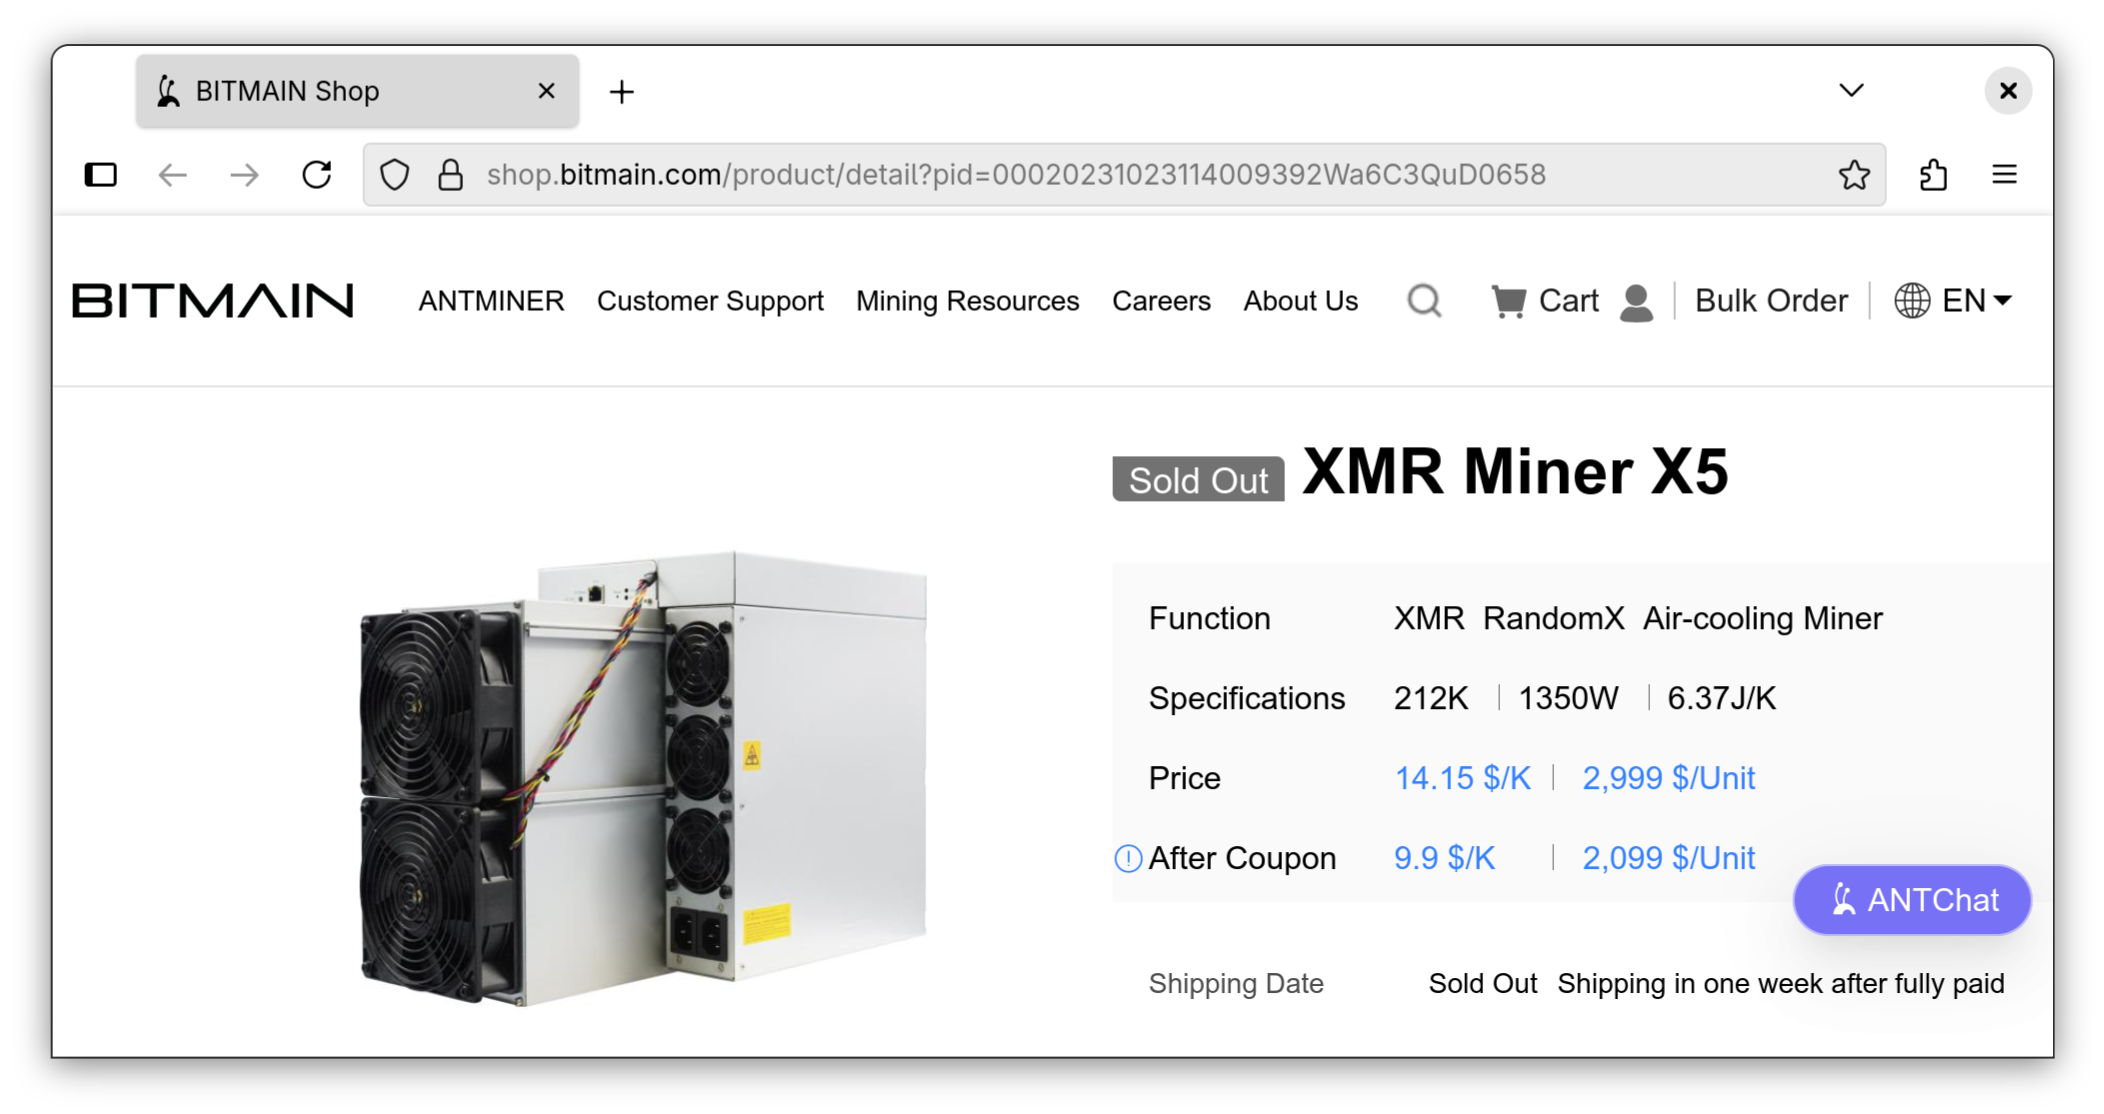 BITMAIN Shop
shop.bitmain.com/product/detail?pid=00020231023114009392Wa6C3QuD0658
BITMAIN ANTMINER Customer Support Mining Resources Careers About Us Cart Bulk Order EN
Sold Out XMR Miner X5
Function XMR RandomX Air-cooling Miner
Specifications 212K | 1350W | 6.37J/K
Price 14.15 $/K | 2,999 $/Unit
After Coupon 9.9 $/K | 2,099 $/Unit
ANTChat
Shipping Date Sold Out Shipping in one week after fully paid